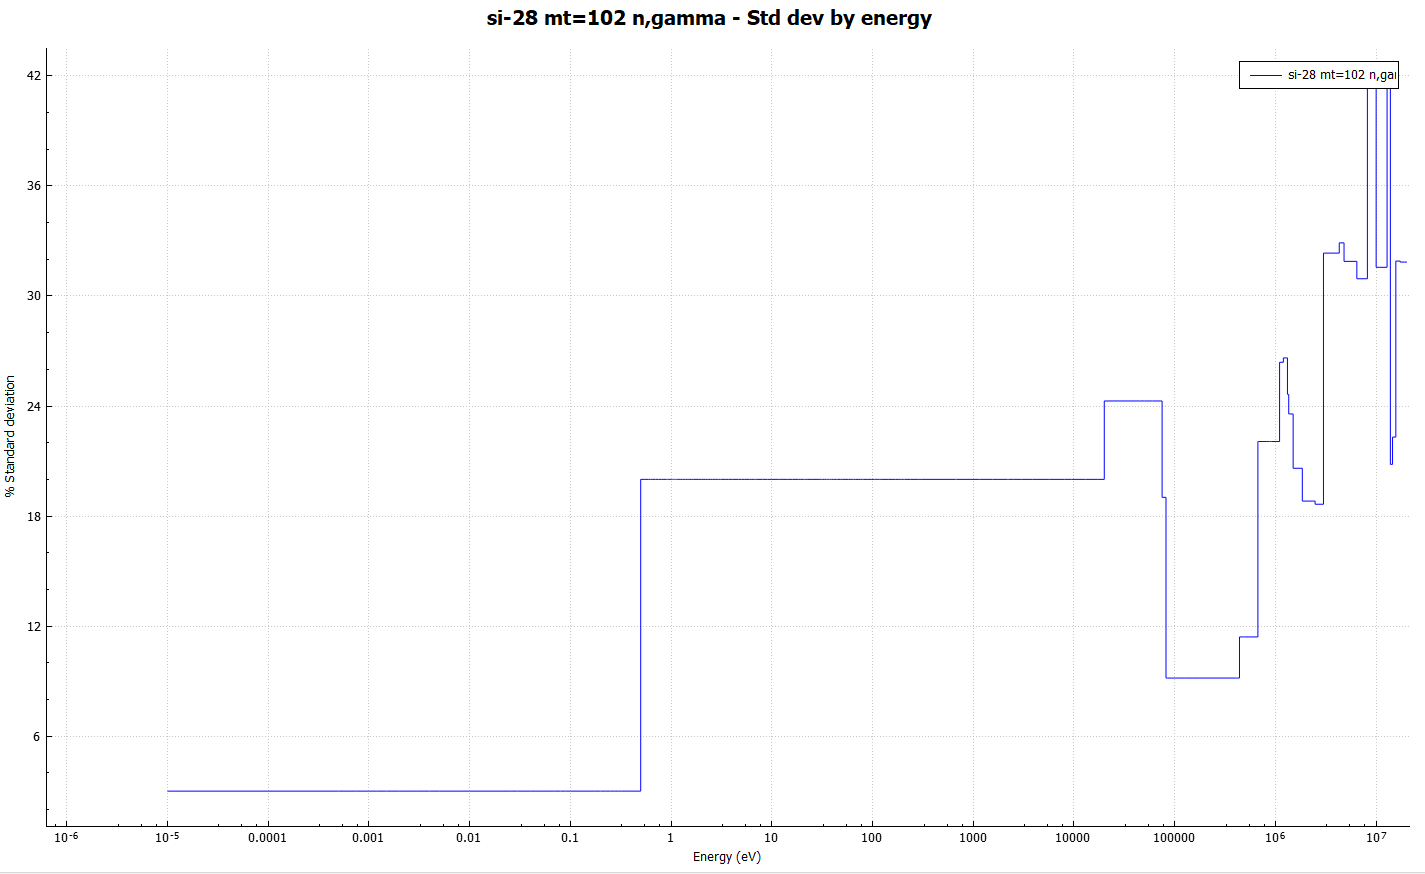 si-28 mt=102 n,gamma - Std dev by energy
si-28 mt=102 n,gar
42
36
30
24
18
12
6
% Standard deviation
10-6 10-5 0.0001 0.001 0.01 0.1 1 10 100 1000 10000 100000 106 107
Energy (eV)